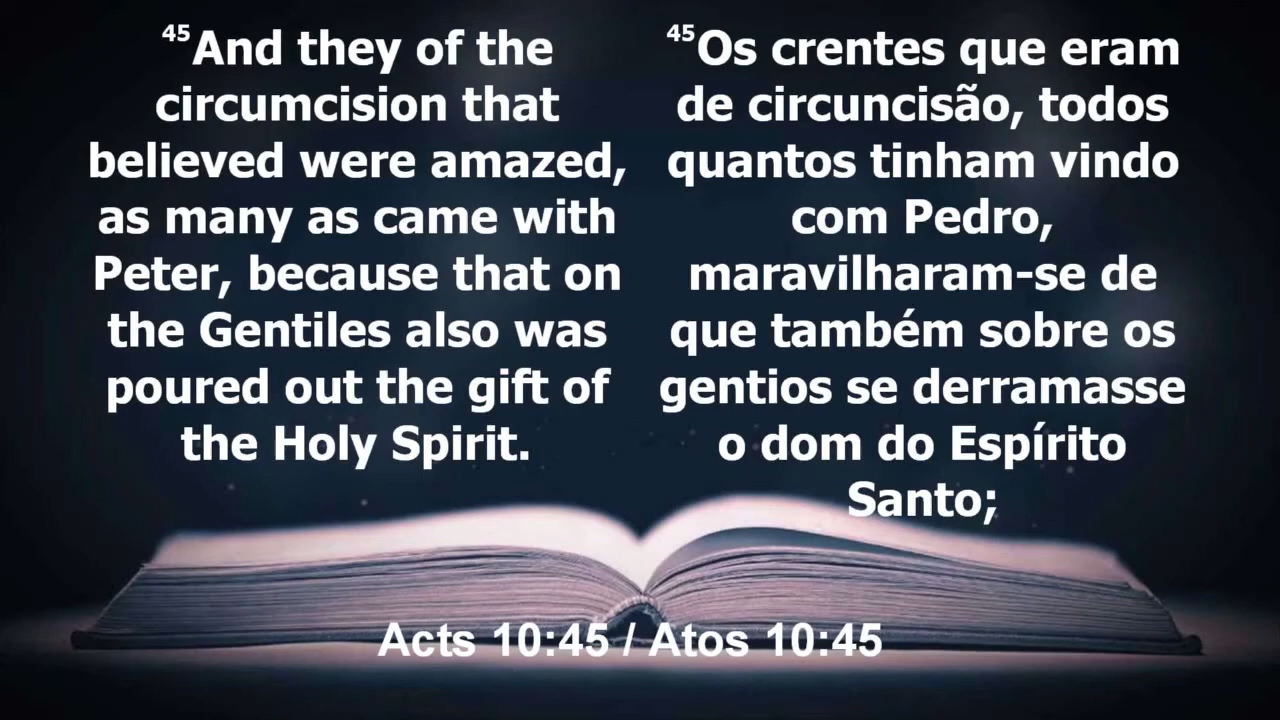 45And they of the
circumcision that
believed were amazed,
as many as came with
Peter, because that on
the Gentiles also was
poured out the gift of
the Holy Spirit.
45Os crentes que eram
de circuncisão, todos
quantos tinham vindo
com Pedro,
maravilharam-se de
que também sobre os
gentios se derramasse
o dom do Espírito
Santo;
Acts 10:45 / Atos 10:45